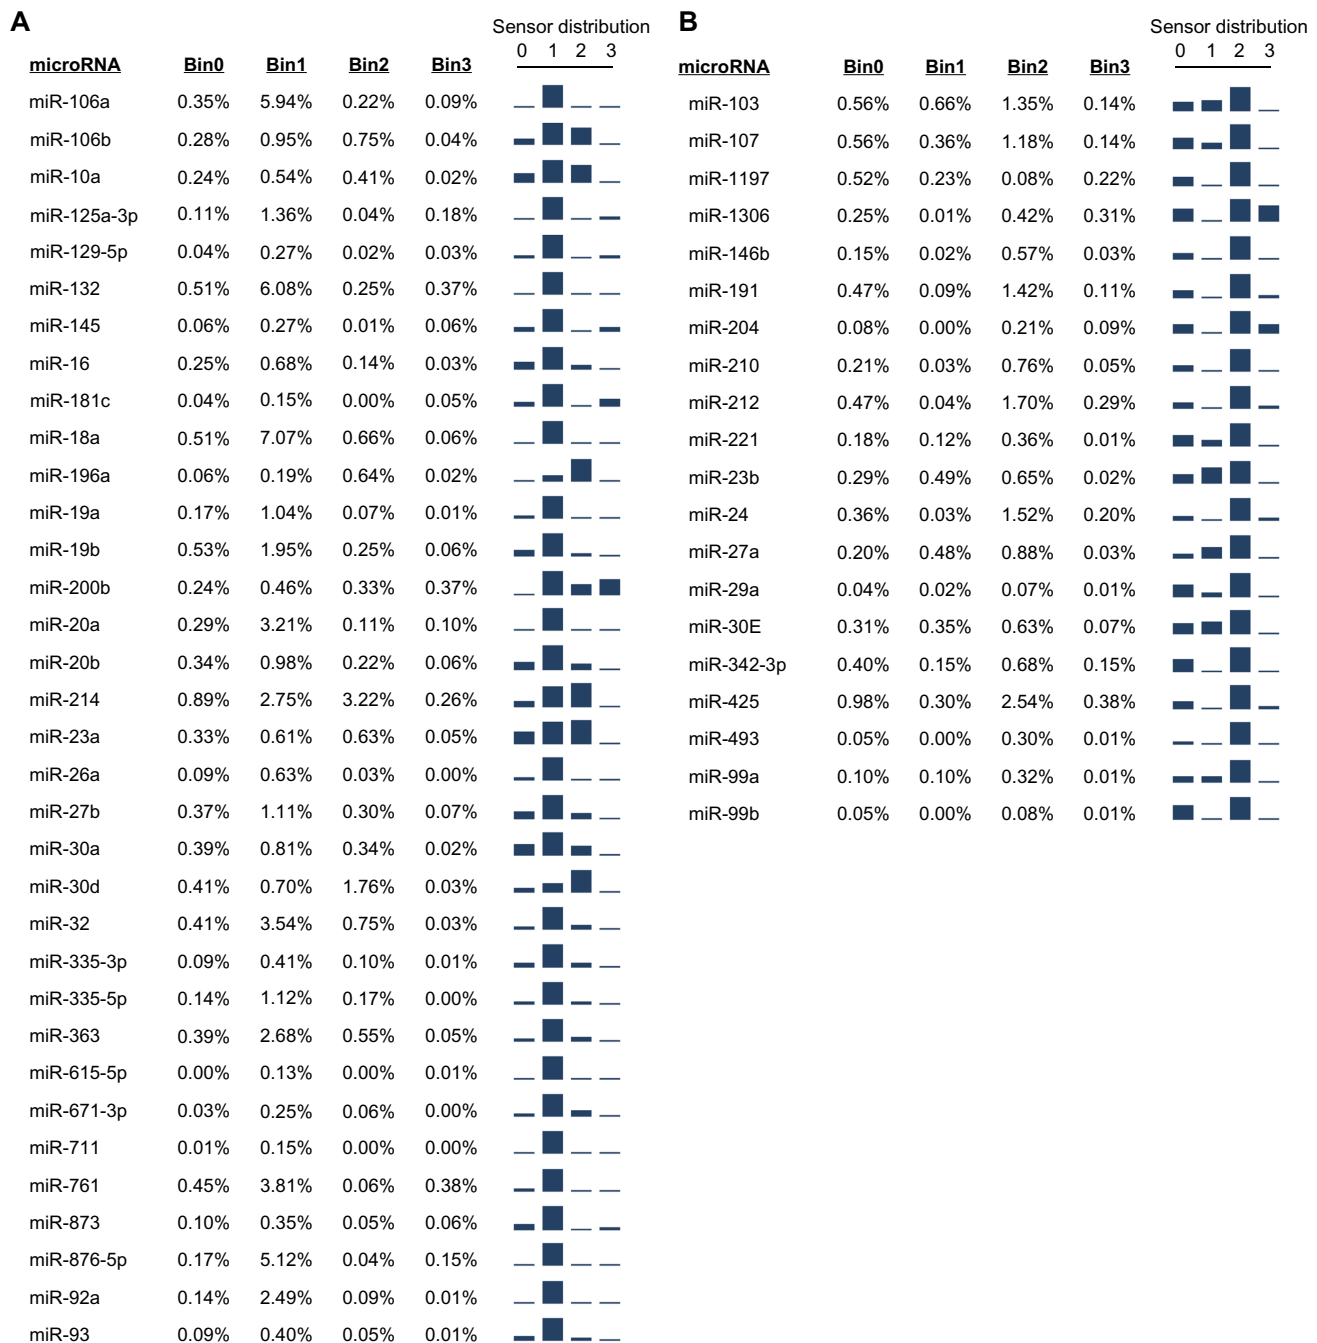 A
Sensor distribution
0 1 2 3
microRNA Bin0 Bin1 Bin2 Bin3
miR-106a 0.35% 5.94% 0.22% 0.09%
miR-106b 0.28% 0.95% 0.75% 0.04%
miR-10a 0.24% 0.54% 0.41% 0.02%
miR-125a-3p 0.11% 1.36% 0.04% 0.18%
miR-129-5p 0.04% 0.27% 0.02% 0.03%
miR-132 0.51% 6.08% 0.25% 0.37%
miR-145 0.06% 0.27% 0.01% 0.06%
miR-16 0.25% 0.68% 0.14% 0.03%
miR-181c 0.04% 0.15% 0.00% 0.05%
miR-18a 0.51% 7.07% 0.66% 0.06%
miR-196a 0.06% 0.19% 0.64% 0.02%
miR-19a 0.17% 1.04% 0.07% 0.01%
miR-19b 0.53% 1.95% 0.25% 0.06%
miR-200b 0.24% 0.46% 0.33% 0.37%
miR-20a 0.29% 3.21% 0.11% 0.10%
miR-20b 0.34% 0.98% 0.22% 0.06%
miR-214 0.89% 2.75% 3.22% 0.26%
miR-23a 0.33% 0.61% 0.63% 0.05%
miR-26a 0.09% 0.63% 0.03% 0.00%
miR-27b 0.37% 1.11% 0.30% 0.07%
miR-30a 0.39% 0.81% 0.34% 0.02%
miR-30d 0.41% 0.70% 1.76% 0.03%
miR-32 0.41% 3.54% 0.75% 0.03%
miR-335-3p 0.09% 0.41% 0.10% 0.01%
miR-335-5p 0.14% 1.12% 0.17% 0.00%
miR-363 0.39% 2.68% 0.55% 0.05%
miR-615-5p 0.00% 0.13% 0.00% 0.01%
miR-671-3p 0.03% 0.25% 0.06% 0.00%
miR-711 0.01% 0.15% 0.00% 0.00%
miR-761 0.45% 3.81% 0.06% 0.38%
miR-873 0.10% 0.35% 0.05% 0.06%
miR-876-5p 0.17% 5.12% 0.04% 0.15%
miR-92a 0.14% 2.49% 0.09% 0.01%
miR-93 0.09% 0.40% 0.05% 0.01%
B
Sensor distribution
0 1 2 3
microRNA Bin0 Bin1 Bin2 Bin3
miR-103 0.56% 0.66% 1.35% 0.14%
miR-107 0.56% 0.36% 1.18% 0.14%
miR-1197 0.52% 0.23% 0.08% 0.22%
miR-1306 0.25% 0.01% 0.42% 0.31%
miR-146b 0.15% 0.02% 0.57% 0.03%
miR-191 0.47% 0.09% 1.42% 0.11%
miR-204 0.08% 0.00% 0.21% 0.09%
miR-210 0.21% 0.03% 0.76% 0.05%
miR-212 0.47% 0.04% 1.70% 0.29%
miR-221 0.18% 0.12% 0.36% 0.01%
miR-23b 0.29% 0.49% 0.65% 0.02%
miR-24 0.36% 0.03% 1.52% 0.20%
miR-27a 0.20% 0.48% 0.88% 0.03%
miR-29a 0.04% 0.02% 0.07% 0.01%
miR-30E 0.31% 0.35% 0.63% 0.07%
miR-342-3p 0.40% 0.15% 0.68% 0.15%
miR-425 0.98% 0.30% 2.54% 0.38%
miR-493 0.05% 0.00% 0.30% 0.01%
miR-99a 0.10% 0.10% 0.32% 0.01%
miR-99b 0.05% 0.00% 0.08% 0.01%